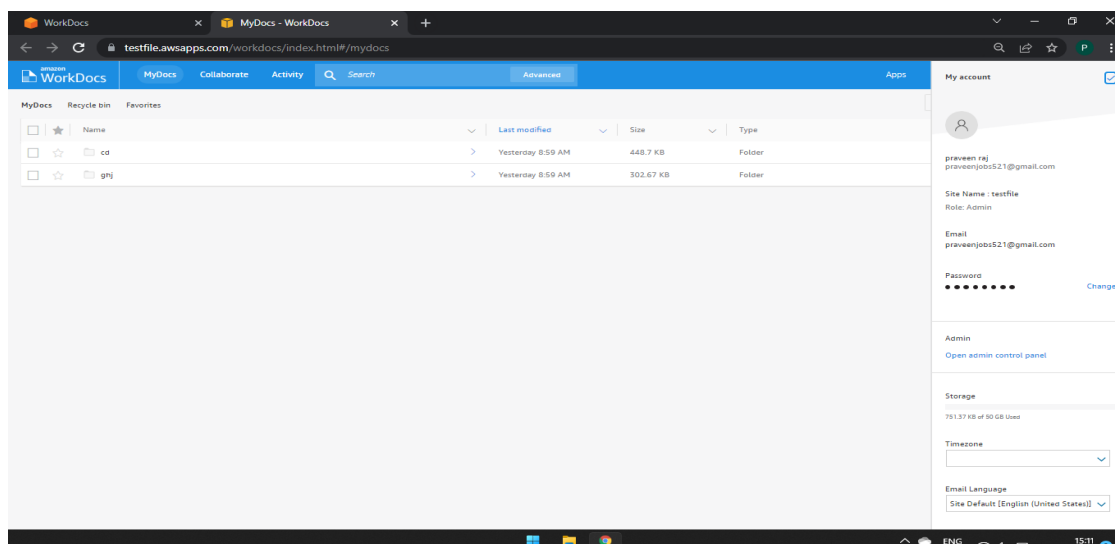 WorkDocs
MyDocs - WorkDocs
testfile.awsapps.com/workdocs/index.html#/mydocs
P
amazon
WorkDocs
MyDocs Collaborate Activity Search Advanced Apps
MyDocs Recycle bin Favorites
Name Last modified Size Type
cd Yesterday 8:59 AM 448.7 KB Folder
ghj Yesterday 8:59 AM 302.67 KB Folder
My account
praveen raj
praveenjobs521@gmail.com
Site Name : testfile
Role: Admin
Email
praveenjobs521@gmail.com
Password
Change
Admin
Open admin control panel
Storage
751.37 KB of 50 GB Used
Timezone
Email Language
Site Default [English (United States)]
ENG
15:11